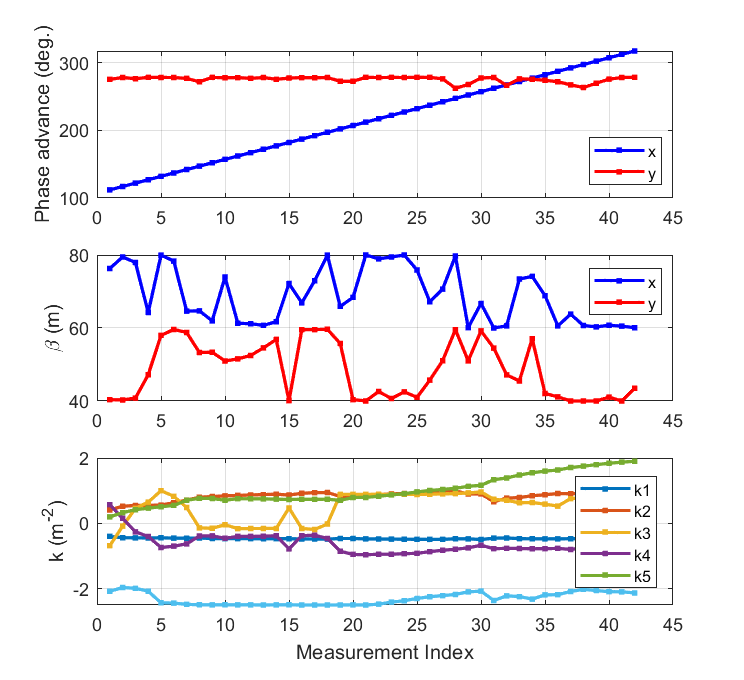 Phase advance (deg.)
300
200
100
0 5 10 15 20 25 30 35 40 45
x
y
β (m)
80
60
40
0 5 10 15 20 25 30 35 40 45
x
y
k (m⁻²)
2
0
-2
0 5 10 15 20 25 30 35 40 45
k1
k2
k3
k4
k5
Measurement Index